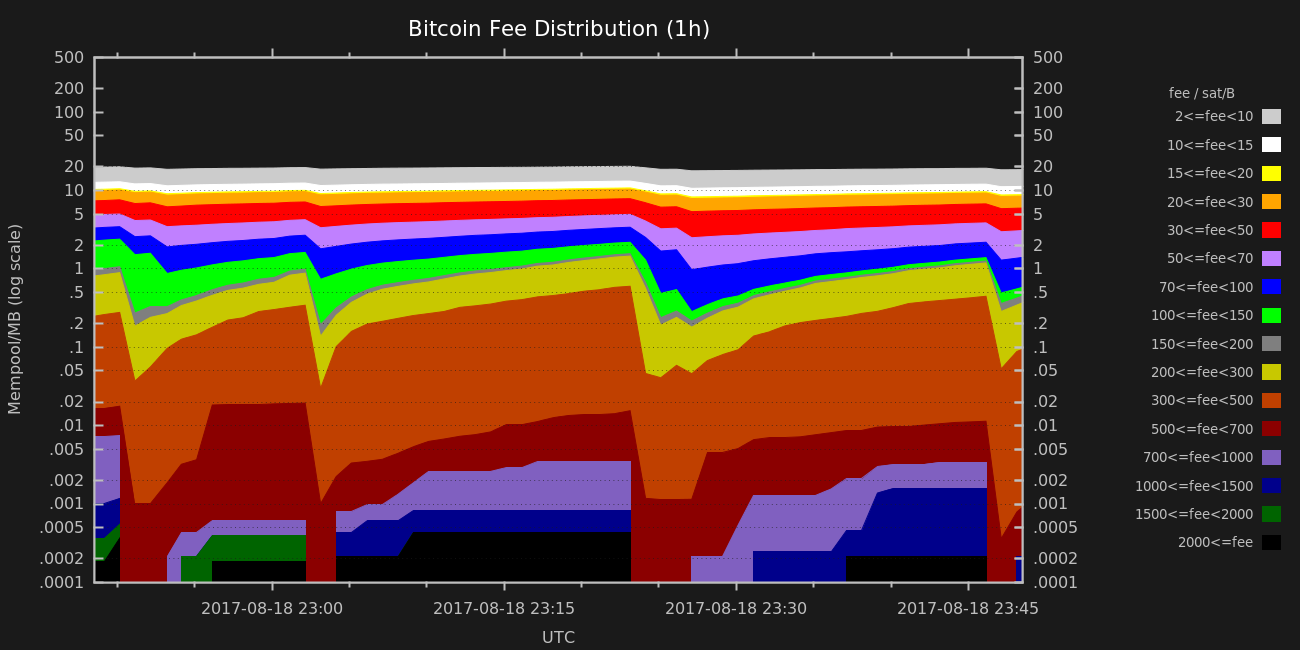 Bitcoin Fee Distribution (1h)
500
200
100
50
20
10
5
2
1
.5
.2
.1
.05
.02
.01
.005
.002
.001
.0005
.0002
.0001
Mempool/MB (log scale)
500
200
100
50
20
10
5
2
1
.5
.2
.1
.05
.02
.01
.005
.002
.001
.0005
.0002
.0001
2017-08-18 23:00
2017-08-18 23:15
2017-08-18 23:30
2017-08-18 23:45
UTC
fee / sat/B
2<=fee<10
10<=fee<15
15<=fee<20
20<=fee<30
30<=fee<50
50<=fee<70
70<=fee<100
100<=fee<150
150<=fee<200
200<=fee<300
300<=fee<500
500<=fee<700
700<=fee<1000
1000<=fee<1500
1500<=fee<2000
2000<=fee